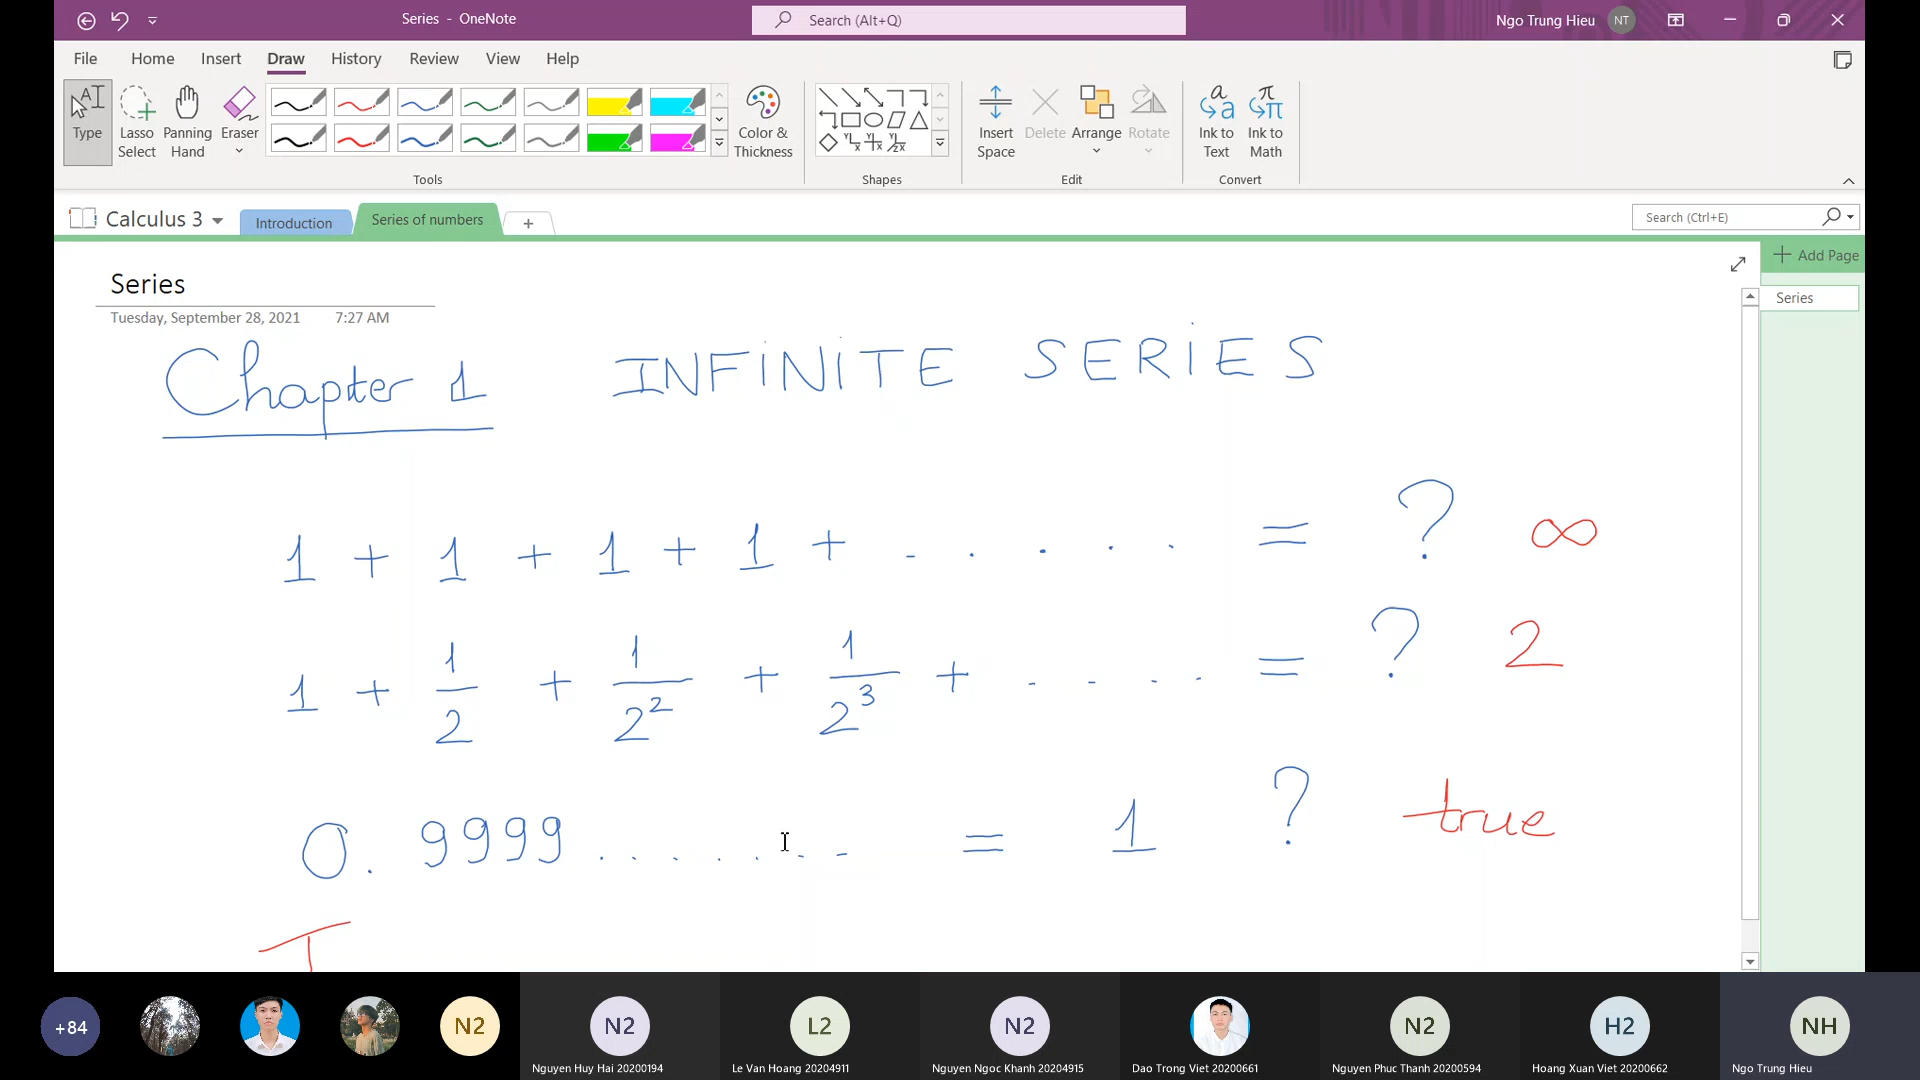 Series - OneNote
Search (Alt+Q)
Ngo Trung Hieu NT
File Home Insert Draw History Review View Help
Type
Lasso Select
Panning Hand
Eraser
Color & Thickness
Insert Space
Delete
Arrange
Rotate
Ink to Text
Ink to Math
Tools Shapes Edit Convert
Calculus 3
Introduction
Series of numbers
+
Search (Ctrl+E)
Add Page
Series
Series
Tuesday, September 28, 2021 7:27 AM
Chapter 1 INFINITE SERIES
1 + 1 + 1 + 1 + ..... = ? ∞
1 + 1/2 + 1/2^2 + 1/2^3 + .... = ? 2
0.9999........ = 1 ? true
+84
N2
N2
L2
N2
N2
H2
NH
Nguyen Huy Hai 20200194
Le Van Hoang 20204911
Nguyen Ngoc Khanh 20204915
Dao Trong Viet 20200661
Nguyen Phuc Thanh 20200594
Hoang Xuan Viet 20200662
Ngo Trung Hieu